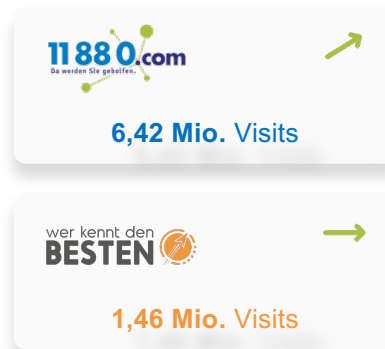 11880.com
Da werden Sie geholfen.
6,42 Mio. Visits
wer kennt den
BESTEN
1,46 Mio. Visits